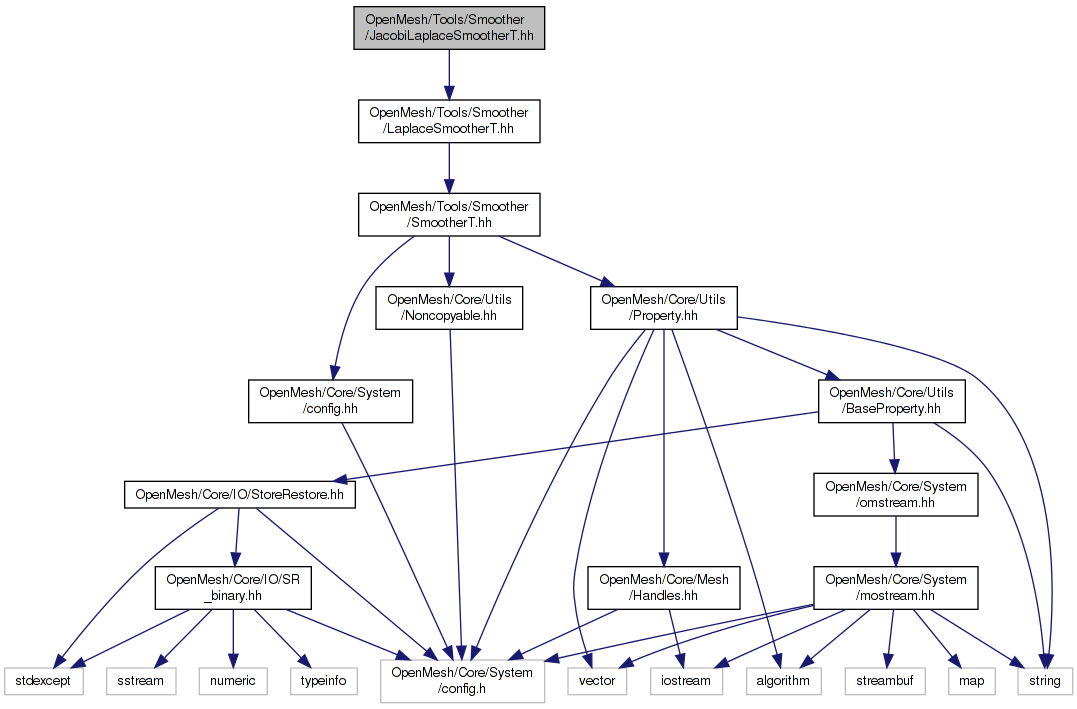 OpenMesh/Tools/Smoother
/JacobiLaplaceSmootherT.hh
OpenMesh/Tools/Smoother
/LaplaceSmootherT.hh
OpenMesh/Tools/Smoother
/SmootherT.hh
OpenMesh/Core/Utils
/Noncopyable.hh
OpenMesh/Core/Utils
/Property.hh
OpenMesh/Core/System
/config.hh
OpenMesh/Core/Utils
/BaseProperty.hh
OpenMesh/Core/IO/StoreRestore.hh
OpenMesh/Core/System
/omstream.hh
OpenMesh/Core/IO/SR
_binary.hh
OpenMesh/Core/Mesh
/Handles.hh
OpenMesh/Core/System
/mostream.hh
stdexcept
sstream
numeric
typeinfo
OpenMesh/Core/System
/config.h
vector
iostream
algorithm
streambuf
map
string